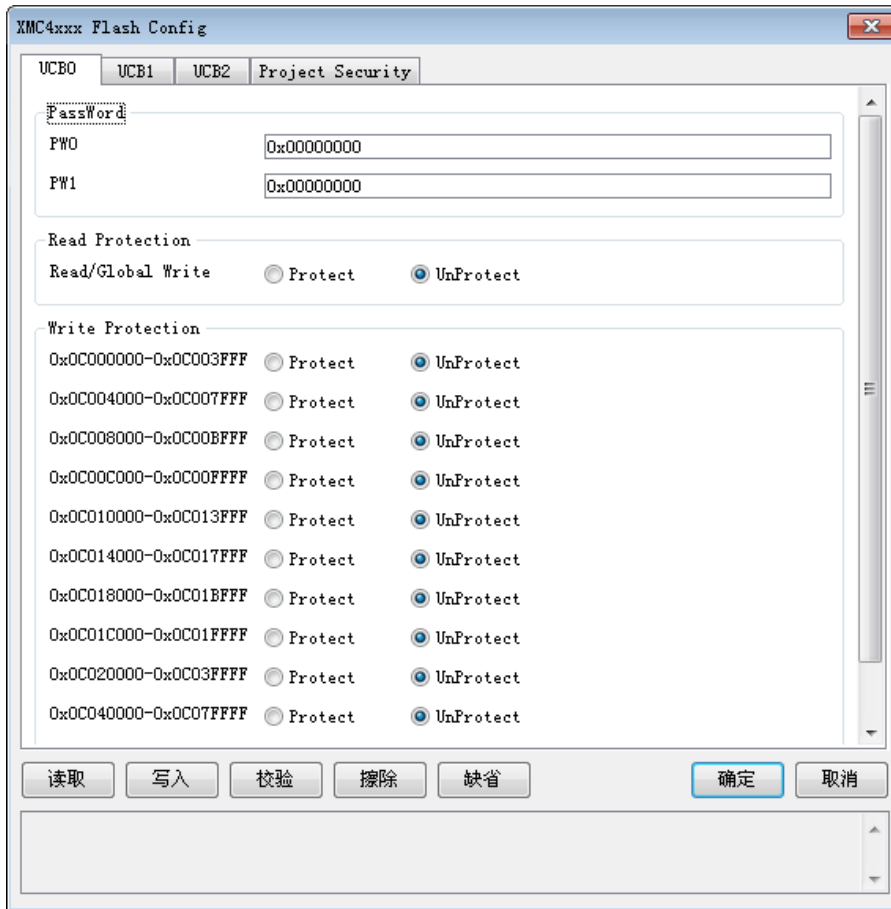 XMC4xxx Flash Config
UCB0 UCB1 UCB2 Project Security
PassWord
PW0 0x00000000
PW1 0x00000000
Read Protection
Read/Global Write Protect UnProtect
Write Protection
0x0C000000-0x0C003FFF Protect UnProtect
0x0C004000-0x0C007FFF Protect UnProtect
0x0C008000-0x0C00BFFF Protect UnProtect
0x0C00C000-0x0C00FFFF Protect UnProtect
0x0C010000-0x0C013FFF Protect UnProtect
0x0C014000-0x0C017FFF Protect UnProtect
0x0C018000-0x0C01BFFF Protect UnProtect
0x0C01C000-0x0C01FFFF Protect UnProtect
0x0C020000-0x0C03FFFF Protect UnProtect
0x0C040000-0x0C07FFFF Protect UnProtect
读取 写入 校验 擦除 缺省 确定 取消